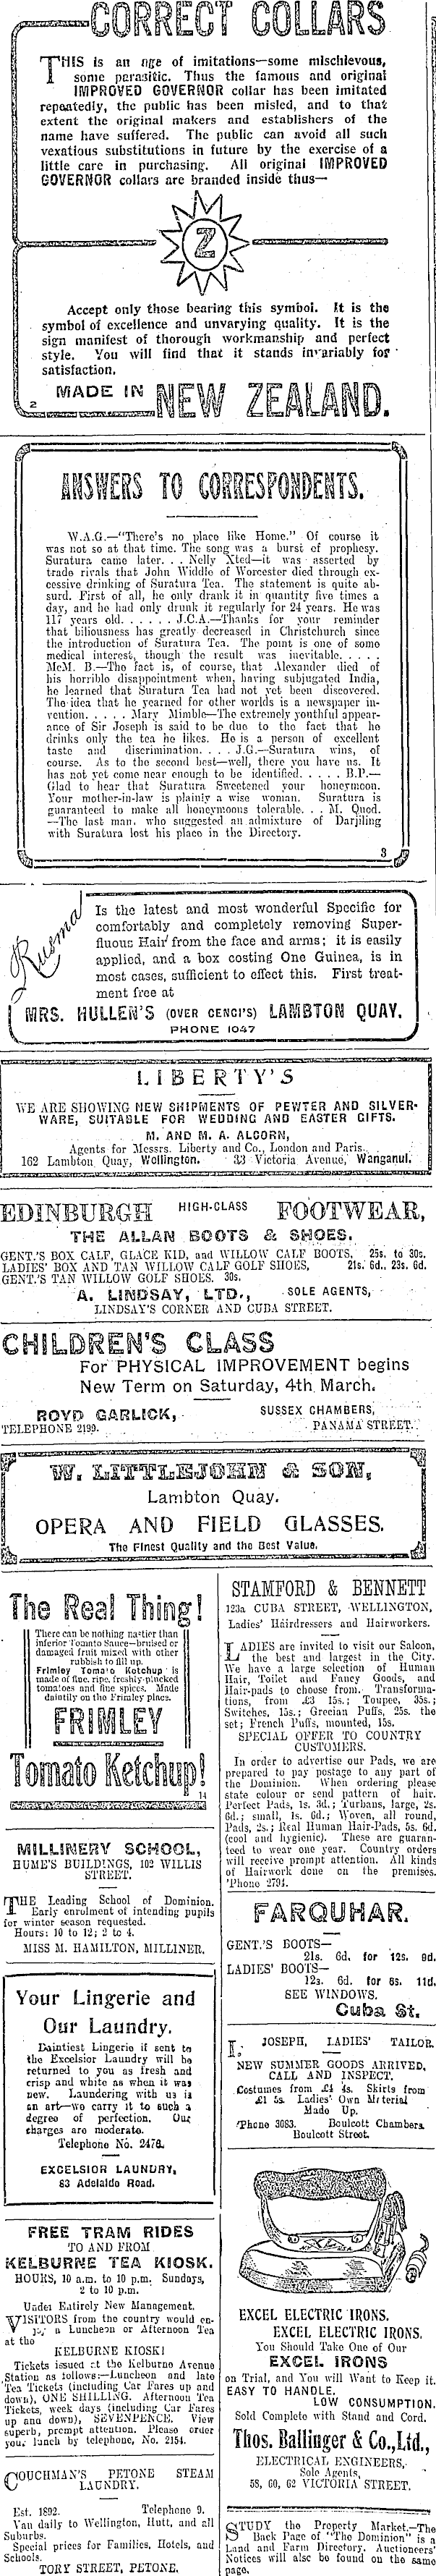 CORRECT COLLARS
THIS is an age of imitations—some mischievous,
some parasitic. Thus the famous and original
IMPROVED GOVERNOR collar has been imitated
repeatedly, the public has been misled, and to that
extent the original makers and establishers of the
name have suffered. The public can avoid all such
vexatious substitutions in future by the exercise of a
little care in purchasing. All original IMPROVED
GOVERNOR collars are branded inside thus—
Z
Accept only those bearing this symbol. It is the
symbol of excellence and unvarying quality. It is the
sign manifest of thorough workmanship and perfect
style. You will find that it stands invariably for
satisfaction.
MADE IN NEW ZEALAND.
2
ANSWERS TO CORRESPONDENTS.
W.A.G.—"There's no place like Home." Of course it
was not so at that time. The song was a burst of prophesy.
Suratura came later. . . Nelly Xted—it was asserted by
trade rivals that John Widdle of Worcester died through ex-
cessive drinking of Suratura Tea. The statement is quite ab-
surd. First of all, he only drank it in quantity five times a
day, and he had only drunk it regularly for 24 years. He was
117 years old. . . . . . J.C.A.—Thanks for your reminder
that biliousness has greatly decreased in Christchurch since
the introduction of Suratura Tea. The point is one of some
medical interest, though the result was inevitable. . . .
McM. B.—The fact is, of course, that Alexander died of
his horrible disappointment when, having subjugated India,
he learned that Suratura Tea had not yet been discovered.
The idea that he yearned for other worlds is a newspaper in-
vention. . . . . Mary Mimble—The extremely youthful appear-
ance of Sir Joseph is said to be due to the fact that he
drinks only the tea he likes. He is a person of excellent
taste and discrimination. . . . J.G.—Suratura wins, of
course. As to the second best—well, there you have us. It
has not yet come near enough to be identified. . . . . B.P.—
Glad to hear that Suratura Sweetened your honeymoon.
Your mother-in-law is plainly a wise woman. Suratura is
guaranteed to make all honeymoons tolerable. . . M. Quod.
—The last man who suggested an admixture of Darjiling
with Suratura lost his place in the Directory.
3
Rusma
Is the latest and most wonderful Specific for
comfortably and completely removing Super-
fluous Hair from the face and arms; it is easily
applied, and a box costing One Guinea, is in
most cases, sufficient to effect this. First treat-
ment free at
MRS. HULLEN'S (OVER CENCI'S) LAMBTON QUAY.
PHONE 1047
LIBERTY'S
WE ARE SHOWING NEW SHIPMENTS OF PEWTER AND SILVER-
WARE, SUITABLE FOR WEDDING AND EASTER GIFTS.
M. AND M. A. ALCORN,
Agents for Messrs. Liberty and Co., London and Paris.
162 Lambton Quay, Wellington. 33 Victoria Avenue, Wanganui.
EDINBURGH HIGH-CLASS FOOTWEAR,
THE ALLAN BOOTS & SHOES.
GENT.'S BOX CALF, GLACE KID, and WILLOW CALF BOOTS. 25s. to 30s.
LADIES' BOX AND TAN WILLOW CALF GOLF SHOES, 21s. 6d., 23s. 6d.
GENT.'S TAN WILLOW GOLF SHOES. 30s.
A. LINDSAY, LTD., SOLE AGENTS,
LINDSAY'S CORNER AND CUBA STREET.
CHILDREN'S CLASS
For PHYSICAL IMPROVEMENT begins
New Term on Saturday, 4th March.
ROYD GARLICK, SUSSEX CHAMBERS,
TELEPHONE 2199. PANAMA STREET.
W. LITTLEJOHN & SON,
Lambton Quay.
OPERA AND FIELD GLASSES.
The Finest Quality and the Best Value.
The Real Thing!
There can be nothing nastier than
inferior Tomato Sauce—bruised or
damaged fruit mixed with other
rubbish to fill up.
Frimley Tomato Ketchup is
made of fine, ripe, freshly-plucked
tomatoes and fine spices. Made
daintily on the Frimley place.
FRIMLEY
Tomato Ketchup!
14
MILLINERY SCHOOL,
HUME'S BUILDINGS, 102 WILLIS
STREET.
THE Leading School of Dominion.
Early enrolment of intending pupils
for winter season requested.
Hours: 10 to 12; 2 to 4.
MISS M. HAMILTON, MILLINER.
Your Lingerie and
Our Laundry.
Daintiest Lingerie if sent to
the Excelsior Laundry will be
returned to you as fresh and
crisp and white as when it was
new. Laundering with us is
an art—we carry it to such a
degree of perfection. Our
charges are moderate.
Telephone No. 2476.
EXCELSIOR LAUNDRY,
83 Adelaide Road.
FREE TRAM RIDES
TO AND FROM
KELBURNE TEA KIOSK.
HOURS, 10 a.m. to 10 p.m. Sundays,
2 to 10 p.m.
Under Entirely New Management.
VISITORS from the country would en-
joy a Luncheon or Afternoon Tea
at the
KELBURNE KIOSK!
Tickets issued at the Kelburne Avenue
Station as follows:—Luncheon and late
Tea Tickets (including Car Fares up and
down), ONE SHILLING. Afternoon Tea
Tickets, week days (including Car Fares
up and down), SEVENPENCE. View
superb, prompt attention. Please order
your lunch by telephone, No. 2154.
COUCHMAN'S PETONE STEAM
LAUNDRY.
Est. 1892. Telephone 9.
Van daily to Wellington, Hutt, and all
Suburbs.
Special prices for Families, Hotels, and
Schools.
TORY STREET, PETONE.
STAMFORD & BENNETT
123a CUBA STREET, WELLINGTON,
Ladies' Hairdressers and Hairworkers.
LADIES are invited to visit our Saloon,
the best and largest in the City.
We have a large selection of Human
Hair, Toilet and Fancy Goods, and
Hair-pads to choose from. Transforma-
tions, from £3 15s.; Toupee, 35s.;
Switches, 15s.; Grecian Puffs, 25s. the
set; French Puffs, mounted, 15s.
SPECIAL OFFER TO COUNTRY
CUSTOMERS.
In order to advertise our Pads, we are
prepared to pay postage to any part of
the Dominion. When ordering please
state colour or send pattern of hair.
Perfect Pads, 1s. 3d.; Turbans, large, 2s.
6d.; small, 1s. 6d.; Woven, all round,
Pads, 2s.; Real Human Hair-Pads, 5s. 6d.
(cool and hygienic). These are guaran-
teed to wear one year. Country orders
will receive prompt attention. All kinds
of Hairwork done on the premises.
'Phone 2794.
FARQUHAR.
GENT.'S BOOTS—
21s. 6d. for 12s. 9d.
LADIES' BOOTS—
12s. 6d. for 8s. 11d.
SEE WINDOWS.
Cuba St.
I. JOSEPH, LADIES' TAILOR.
NEW SUMMER GOODS ARRIVED.
CALL AND INSPECT.
Costumes from £4 4s. Skirts from
£1 5s. Ladies' Own Material
Made Up.
'Phone 3083. Boulcott Chambers.
Boulcott Street.
EXCEL ELECTRIC IRONS.
EXCEL ELECTRIC IRONS.
You Should Take One of Our
EXCEL IRONS
on Trial, and You will Want to Keep it.
EASY TO HANDLE.
LOW CONSUMPTION.
Sold Complete with Stand and Cord.
Thos. Ballinger & Co., Ltd.,
ELECTRICAL ENGINEERS,
Sole Agents,
58, 60, 62 VICTORIA STREET.
STUDY the Property Market.—The
Back Page of "The Dominion" is a
Land and Farm Directory. Auctioneers'
Notices will also be found on the same
page.